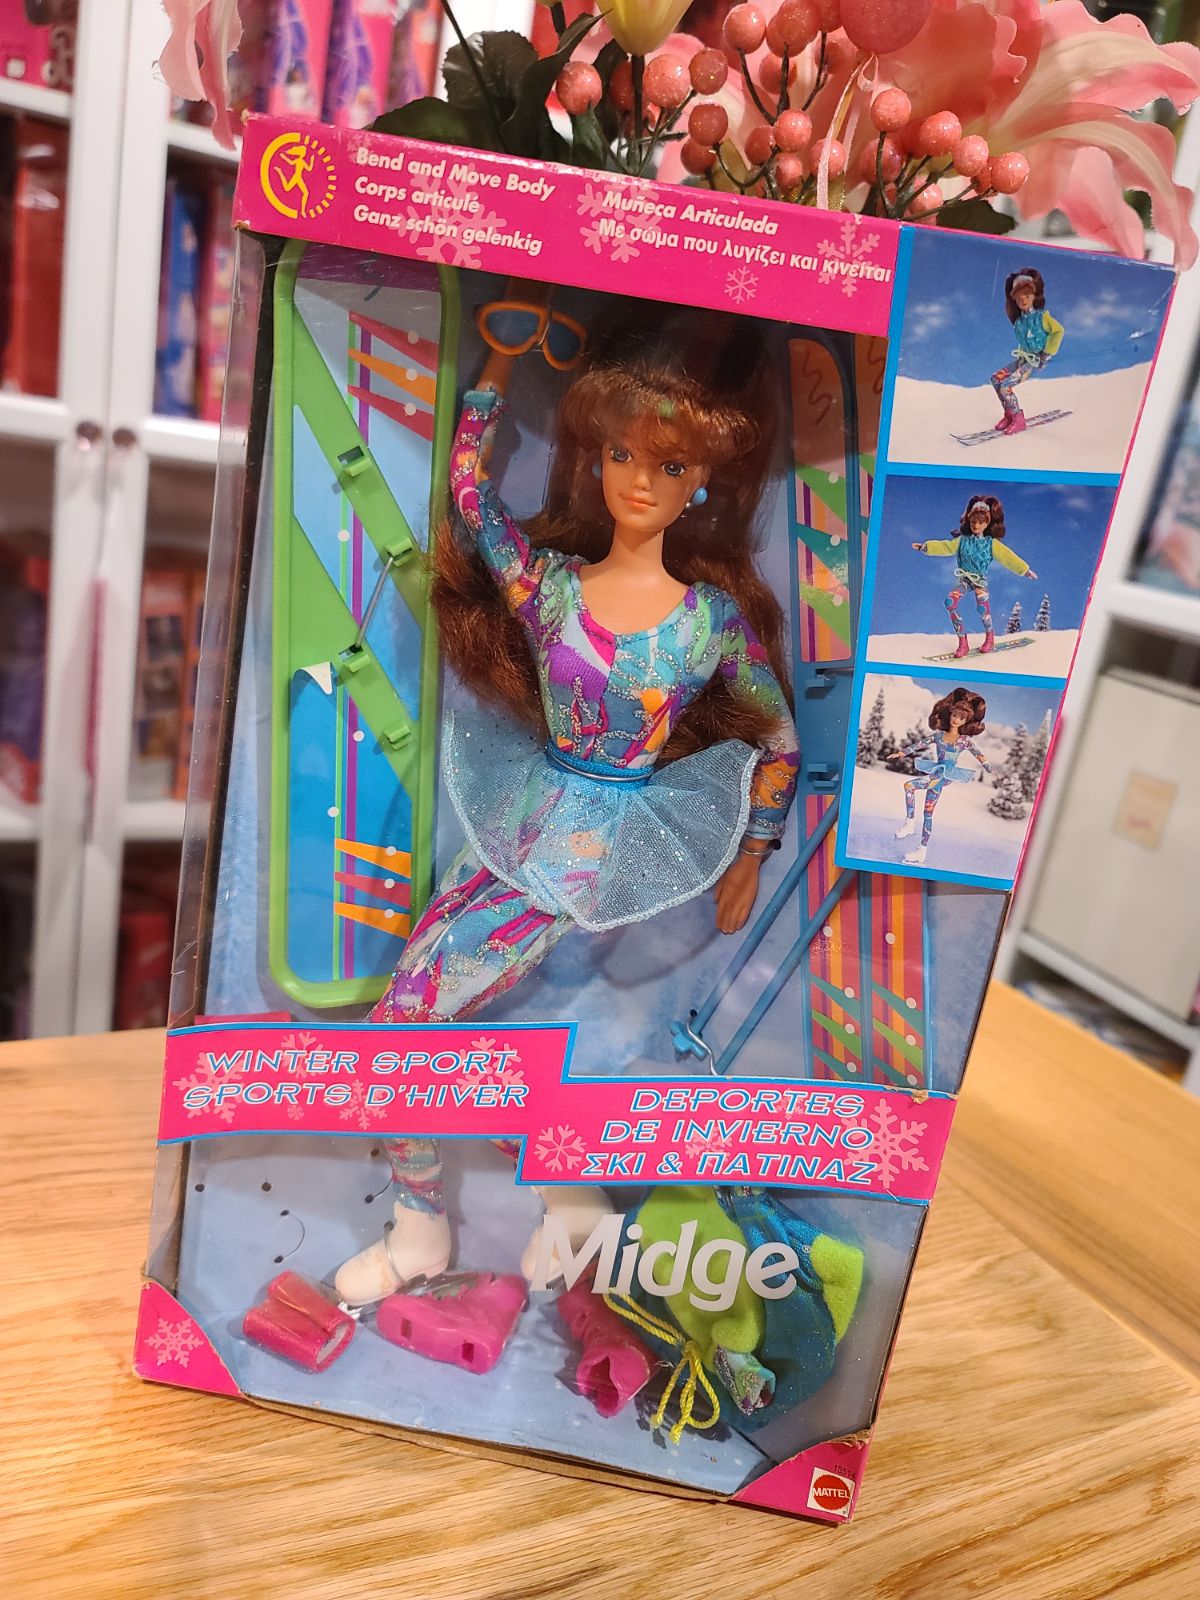 Bend and Move Body
Corps articulé
Ganz schön gelenkig
Muñeca Articulada
Με σώμα που λυγίζει και κινείται
WINTER SPORT
SPORTS D'HIVER
DEPORTES
DE INVIERNO
ΣΚΙ & ΠΑΤΙΝΑΖ
Midge®
MATTEL